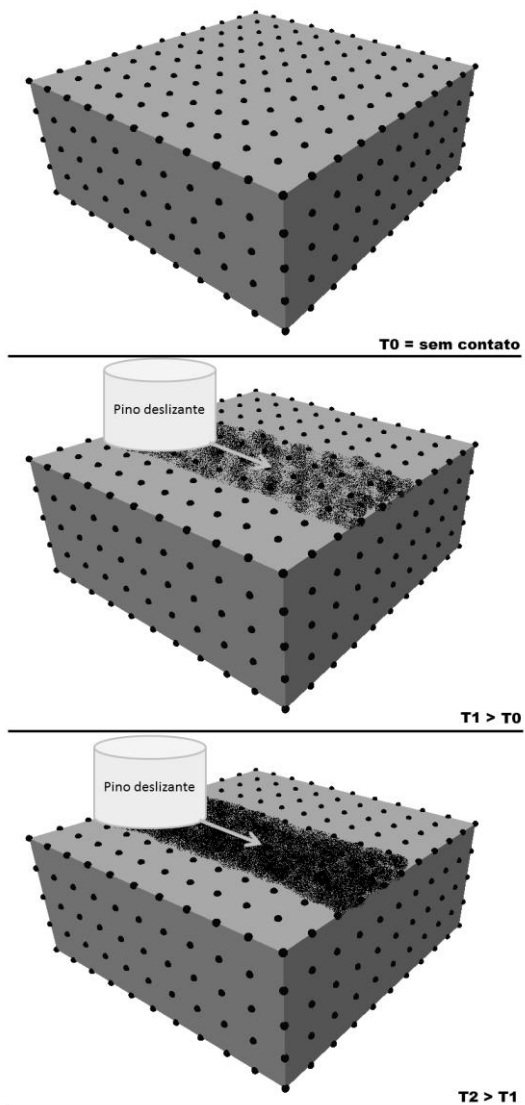 T0 = sem contato
Pino deslizante
T1 > T0
Pino deslizante
T2 > T1